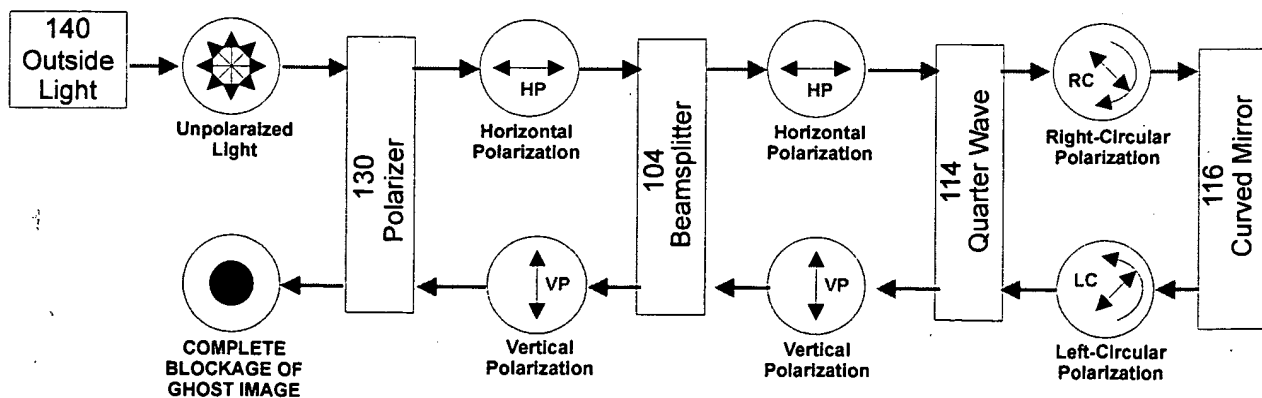 140
Outside
Light
Unpolaraized
Light
130
Polarizer
HP
Horizontal
Polarization
104
Beamsplitter
HP
Horizontal
Polarization
114
Quarter Wave
RC
Right-Circular
Polarization
116
Curved Mirror
LC
Left-Circular
Polarization
VP
Vertical
Polarization
VP
Vertical
Polarization
COMPLETE
BLOCKAGE OF
GHOST IMAGE